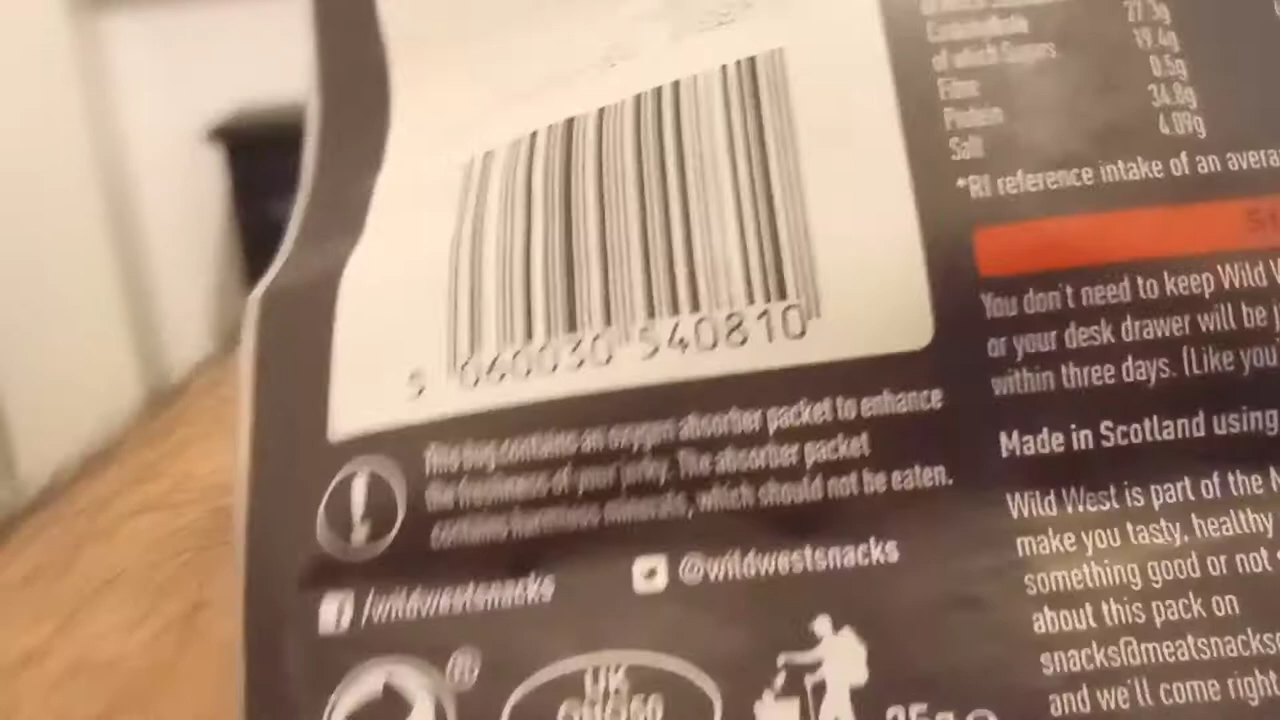 27.3g
Carbohydrate 19.4g
of which Sugars 0.5g
Fibre 34.8g
Protein 4.09g
Salt
*RI reference intake of an avera
You don't need to keep Wild W
or your desk drawer will be j
within three days. (Like you
Made in Scotland using
Wild West is part of the M
make you tasty, healthy
something good or not
about this pack on
snacks@meatsnacks
and we'll come right
5 060030 540810
This bag contains an oxygen absorber packet to enhance
the freshness of your jerky. The absorber packet
contains harmless minerals, which should not be eaten.
/wildwestsnacks
@wildwestsnacks
UK
35g e